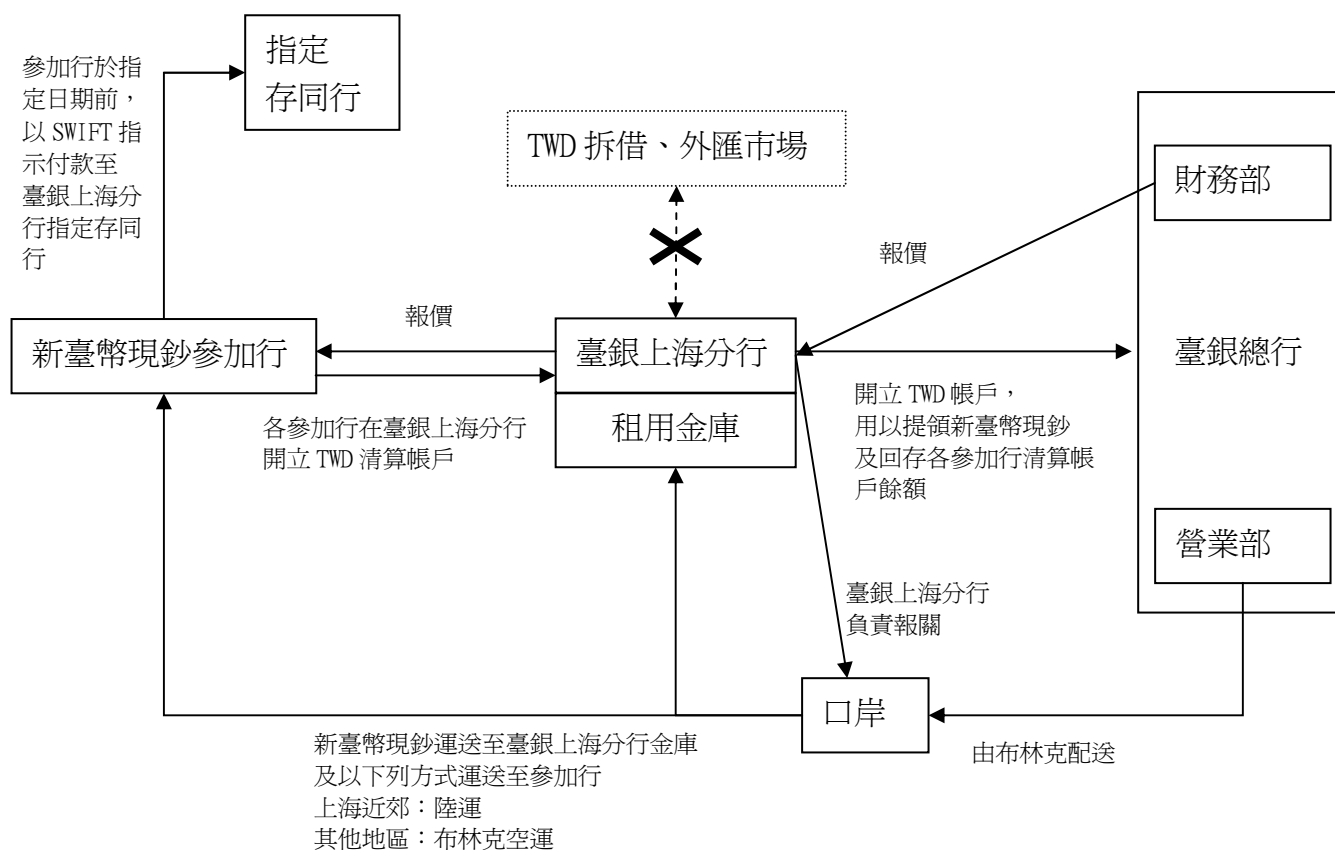 指定
存同行
參加行於指
定日期前，
以 SWIFT 指
示付款至
臺銀上海分
行指定存同
行
TWD 拆借、外匯市場
財務部
報價
報價
新臺幣現鈔參加行
臺銀上海分行
臺銀總行
租用金庫
各參加行在臺銀上海分行
開立 TWD 清算帳戶
開立 TWD 帳戶，
用以提領新臺幣現鈔
及回存各參加行清算帳
戶餘額
營業部
臺銀上海分行
負責報關
口岸
由布林克配送
新臺幣現鈔運送至臺銀上海分行金庫
及以下列方式運送至參加行
上海近郊：陸運
其他地區：布林克空運